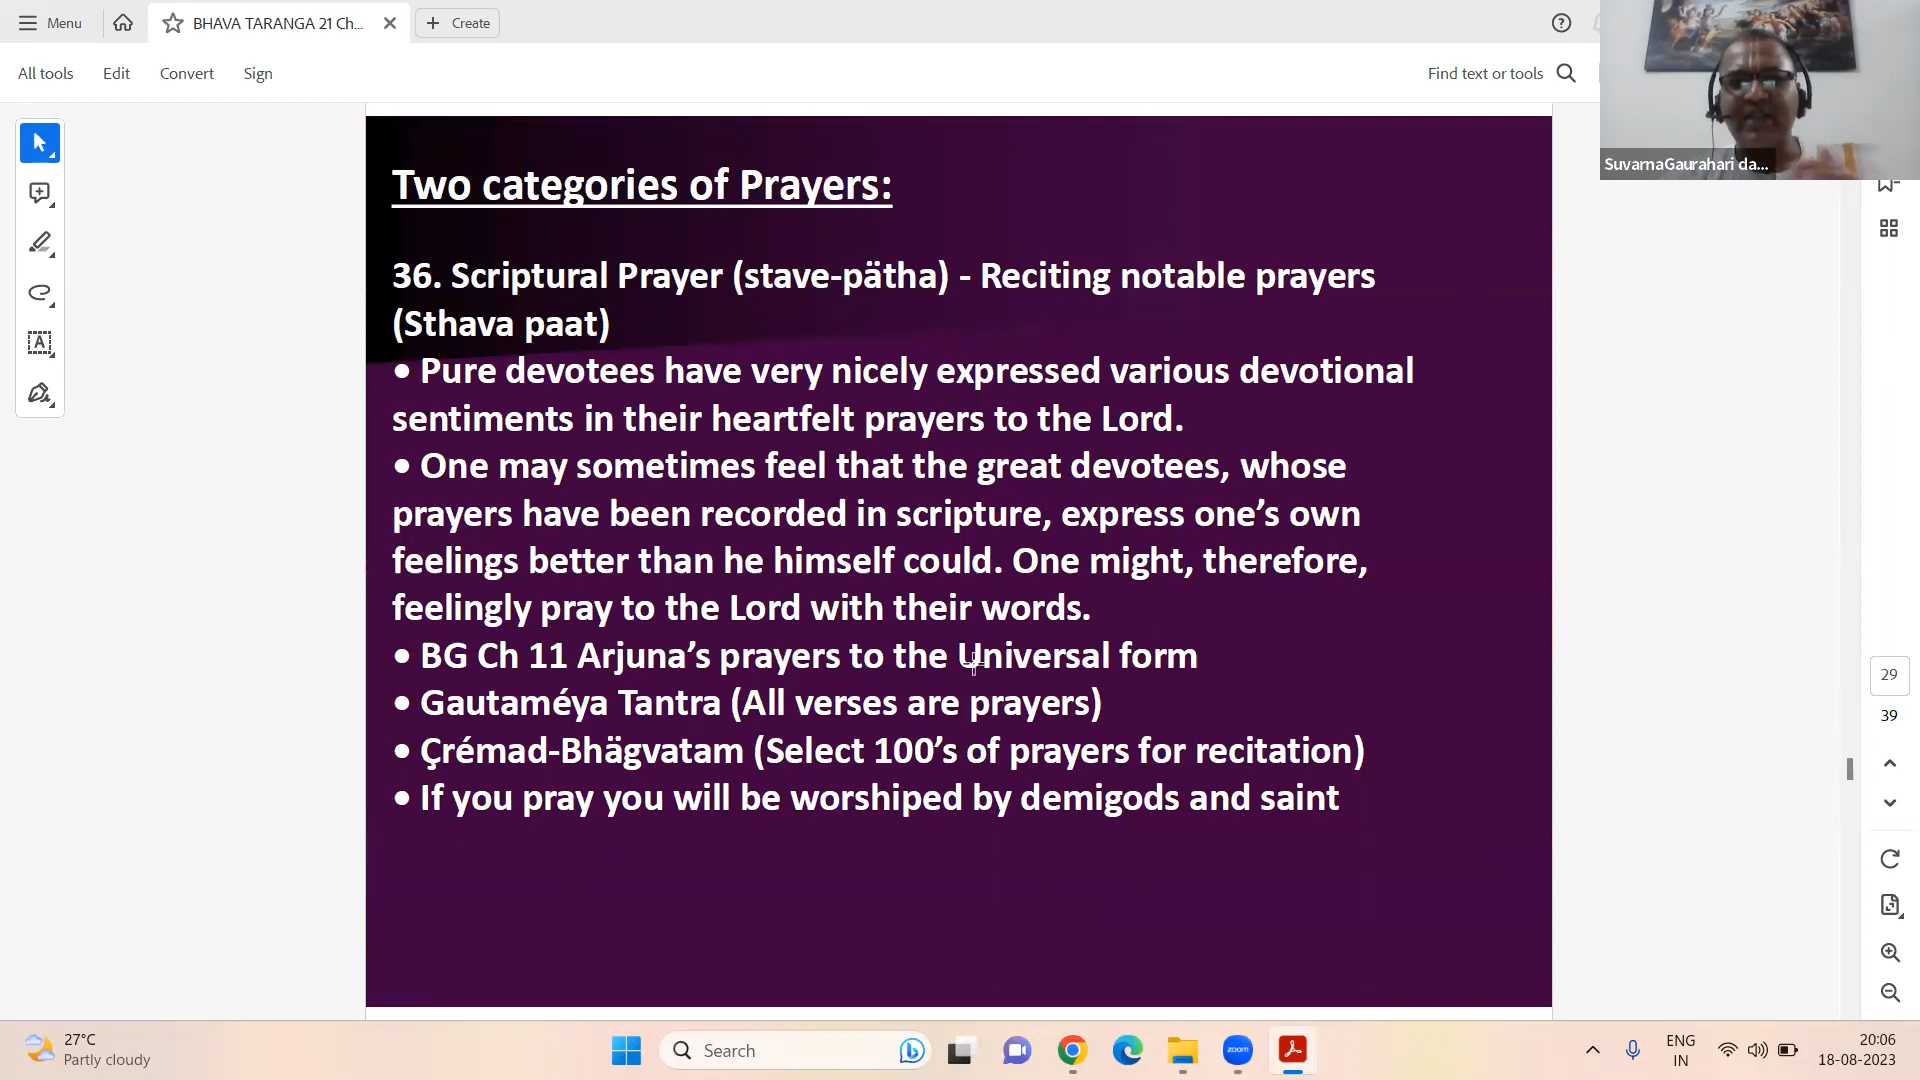 Menu
BHAVA TARANGA 21 Ch...
Create
All tools
Edit
Convert
Sign
Find text or tools
SuvarnaGaurahari da...
Two categories of Prayers:
36. Scriptural Prayer (stave-pätha) - Reciting notable prayers
(Sthava paat)
• Pure devotees have very nicely expressed various devotional
sentiments in their heartfelt prayers to the Lord.
• One may sometimes feel that the great devotees, whose
prayers have been recorded in scripture, express one’s own
feelings better than he himself could. One might, therefore,
feelingly pray to the Lord with their words.
• BG Ch 11 Arjuna’s prayers to the Universal form
• Gautaméya Tantra (All verses are prayers)
• Çrémad-Bhägvatam (Select 100’s of prayers for recitation)
• If you pray you will be worshiped by demigods and saint
29
39
27°C
Partly cloudy
Search
zoom
ENG
IN
20:06
18-08-2023